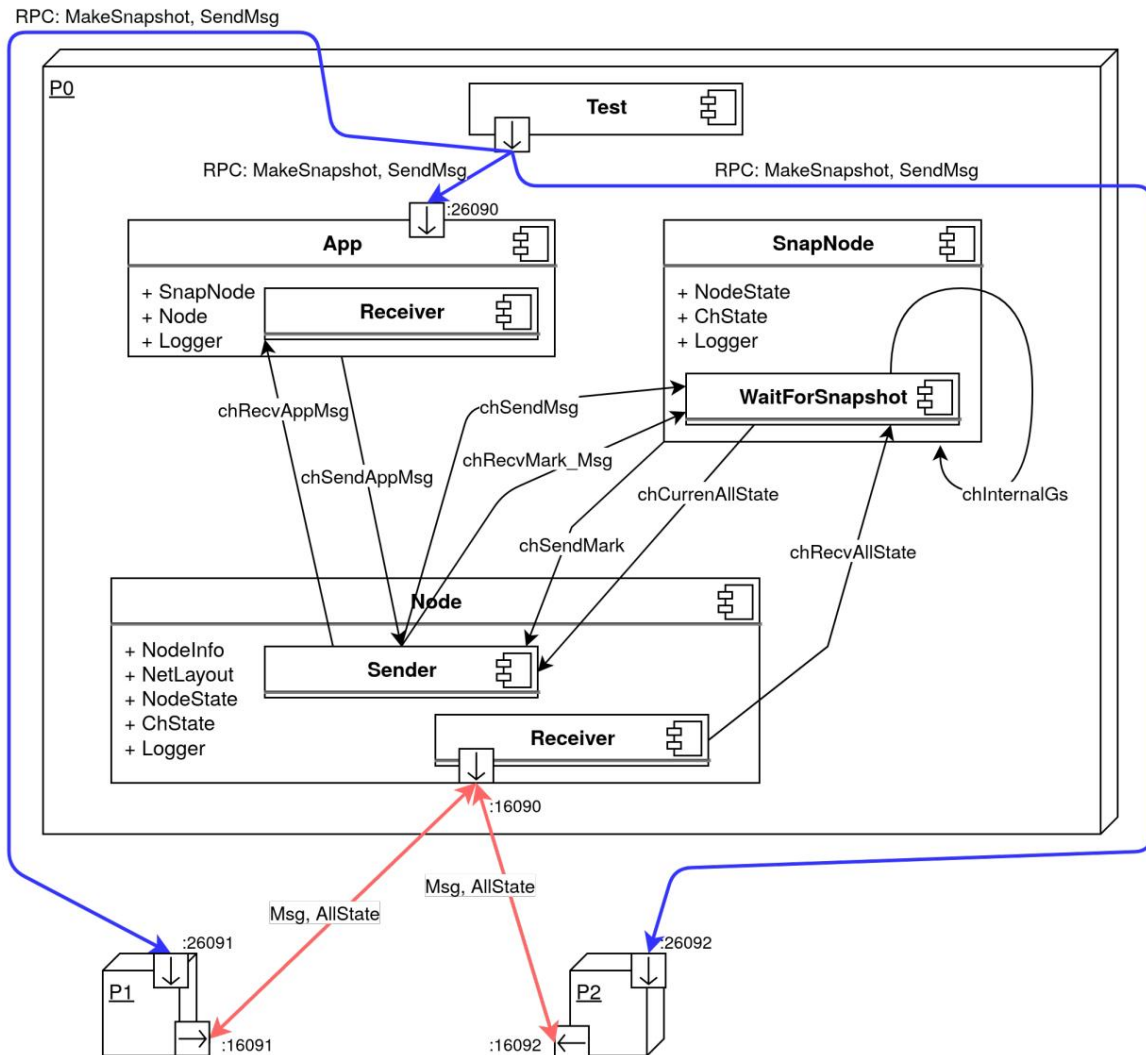 RPC: MakeSnapshot, SendMsg
P0
Test
RPC: MakeSnapshot, SendMsg
RPC: MakeSnapshot, SendMsg
:26090
App
+ SnapNode
+ Node
+ Logger
Receiver
SnapNode
+ NodeState
+ ChState
+ Logger
WaitForSnapshot
chRecvAppMsg
chSendMsg
chSendAppMsg
chRecvMark_Msg
chCurrenAllState
chInternalGs
chSendMark
chRecvAllState
Node
+ NodeInfo
+ NetLayout
+ NodeState
+ ChState
+ Logger
Sender
Receiver
:16090
Msg, AllState
Msg, AllState
:26091
P1
:16091
:26092
P2
:16092